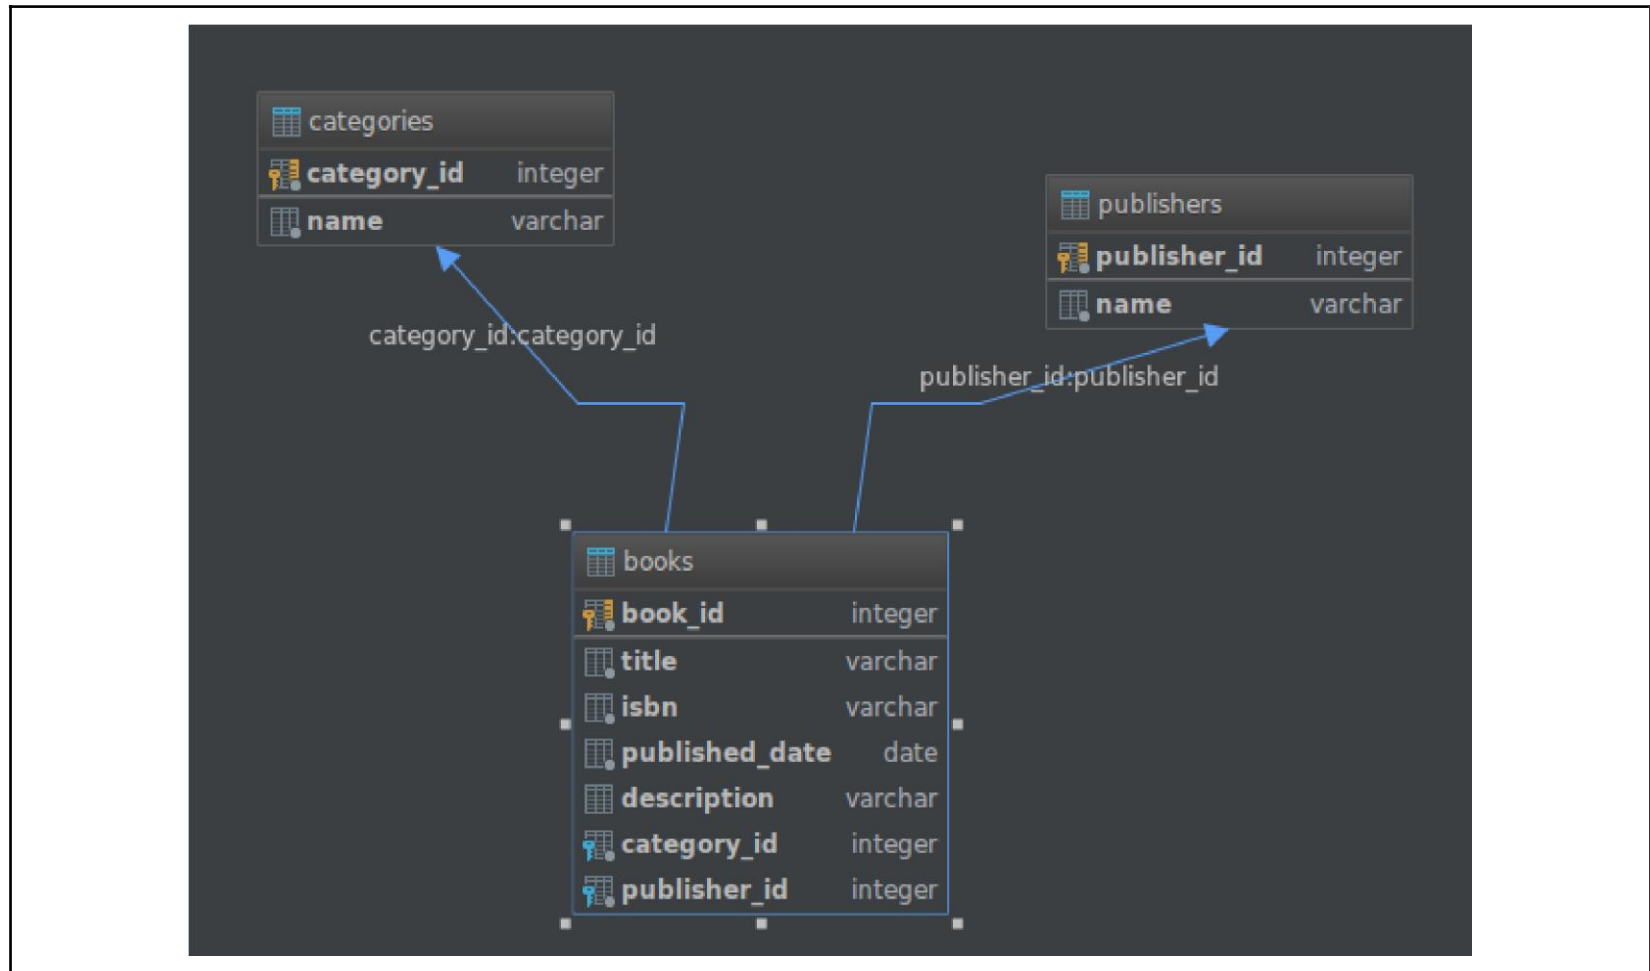 categories
category_id integer
name varchar
publishers
publisher_id integer
name varchar
category_id:category_id
publisher_id:publisher_id
books
book_id integer
title varchar
isbn varchar
published_date date
description varchar
category_id integer
publisher_id integer